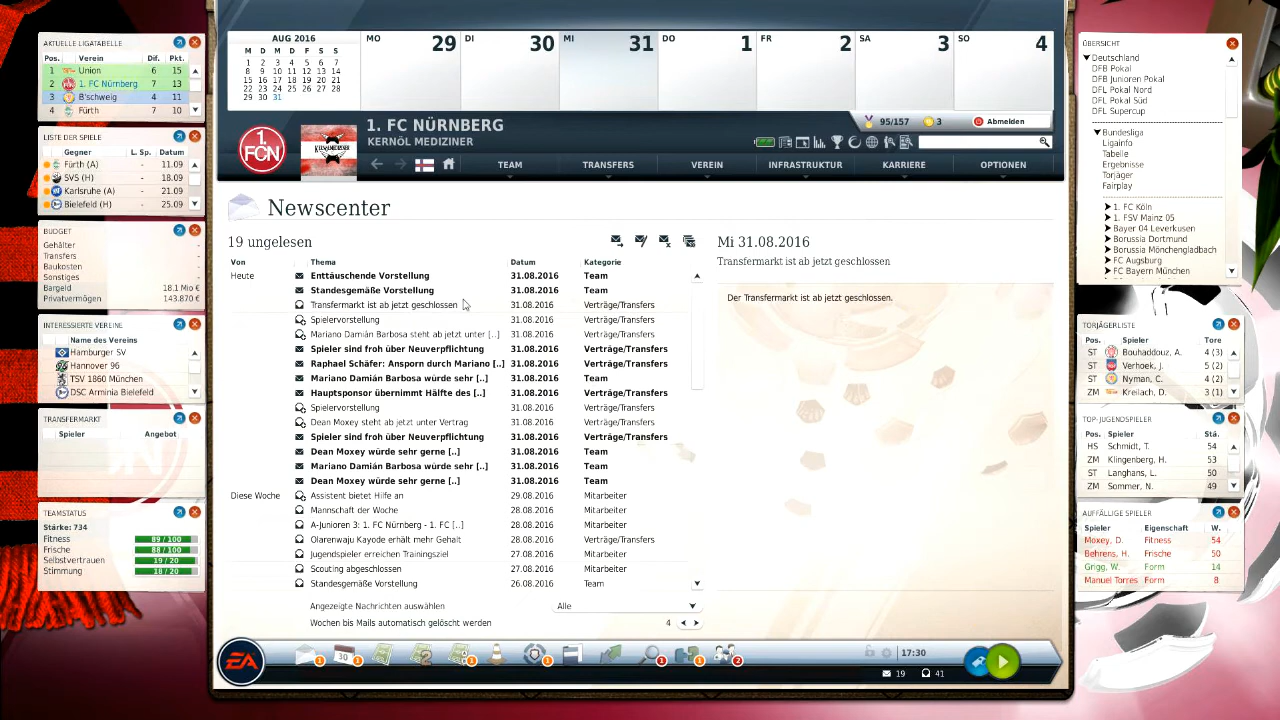 AKTUELLE LIGATABELLE
Pos. Verein Dif. Pkt.
1 Union 6 15
2 1. FC Nürnberg 7 13
3 B'schweig 4 11
4 Fürth 7 10
LISTE DER SPIELE
Gegner L. Sp. Datum
Fürth (A) - 11.09
SVS (H) - 18.09
Karlsruhe (A) - 21.09
Bielefeld (H) - 25.09
BUDGET
Gehälter -
Transfers -
Baukosten -
Sonstiges -
Bargeld 18.1 Mio €
Privatvermögen 143.870 €
INTERESSIERTE VEREINE
Name des Vereins
Hamburger SV
Hannover 96
TSV 1860 München
DSC Arminia Bielefeld
TRANSFERMARKT
Spieler Angebot
TEAMSTATUS
Stärke: 734
Fitness 89 / 100
Frische 88 / 100
Selbstvertrauen 19 / 20
Stimmung 18 / 20
AUG 2016
M D M D F S S
1 2 3 4 5 6 7
8 9 10 11 12 13 14
15 16 17 18 19 20 21
22 23 24 25 26 27 28
29 30 31
MO 29 DI 30 MI 31 DO 1 FR 2 SA 3 SO 4
1. FC NÜRNBERG
KERNÖL MEDIZINER
1. FCN
95/157 3 Abmelden
TEAM TRANSFERS VEREIN INFRASTRUKTUR KARRIERE OPTIONEN
Newscenter
19 ungelesen
Von Thema Datum Kategorie
Heute Enttäuschende Vorstellung 31.08.2016 Team
Standesgemäße Vorstellung 31.08.2016 Team
Transfermarkt ist ab jetzt geschlossen 31.08.2016 Verträge/Transfers
Spielervorstellung 31.08.2016 Verträge/Transfers
Mariano Damián Barbosa steht ab jetzt unter [..] 31.08.2016 Verträge/Transfers
Spieler sind froh über Neuverpflichtung 31.08.2016 Verträge/Transfers
Raphael Schäfer: Ansporn durch Mariano [..] 31.08.2016 Verträge/Transfers
Mariano Damián Barbosa würde sehr [..] 31.08.2016 Team
Hauptsponsor übernimmt Hälfte des [..] 31.08.2016 Verträge/Transfers
Spielervorstellung 31.08.2016 Verträge/Transfers
Dean Moxey steht ab jetzt unter Vertrag 31.08.2016 Verträge/Transfers
Spieler sind froh über Neuverpflichtung 31.08.2016 Verträge/Transfers
Dean Moxey würde sehr gerne [..] 31.08.2016 Team
Mariano Damián Barbosa würde sehr [..] 31.08.2016 Team
Dean Moxey würde sehr gerne [..] 31.08.2016 Team
Diese Woche Assistent bietet Hilfe an 29.08.2016 Mitarbeiter
Mannschaft der Woche 28.08.2016 Mitarbeiter
A-Junioren 3: 1. FC Nürnberg - 1. FC [..] 28.08.2016 Mitarbeiter
Olarenwaju Kayode erhält mehr Gehalt 28.08.2016 Verträge/Transfers
Jugendspieler erreichen Trainingsziel 27.08.2016 Mitarbeiter
Scouting abgeschlossen 27.08.2016 Mitarbeiter
Standesgemäße Vorstellung 26.08.2016 Team
Angezeigte Nachrichten auswählen Alle
Wochen bis Mails automatisch gelöscht werden 4
Mi 31.08.2016
Transfermarkt ist ab jetzt geschlossen
Der Transfermarkt ist ab jetzt geschlossen.
EA
1 30 1 2 1 1 1 1 2
17:30
19 41
ÜBERSICHT
Deutschland
DFB Pokal
DFB Junioren Pokal
DFL Pokal Nord
DFL Pokal Süd
DFL Supercup
Bundesliga
Ligainfo
Tabelle
Ergebnisse
Torjäger
Fairplay
1. FC Köln
1. FSV Mainz 05
Bayer 04 Leverkusen
Borussia Dortmund
Borussia Mönchengladbach
FC Augsburg
FC Bayern München
TORJÄGERLISTE
Pos. Spieler Tore
ST Bouhaddouz, A. 4 (3)
ST Verhoek, J. 5 (2)
ST Nyman, C. 4 (2)
ZM Kreilach, D. 3 (1)
TOP-JUGENDSPIELER
Pos. Spieler Stä.
HS Schmidt, T. 54
ZM Klingenberg, H. 53
ST Langhans, L. 50
ZM Sommer, N. 49
AUFFÄLLIGE SPIELER
Spieler Eigenschaft W.
Moxey, D. Fitness 54
Behrens, H. Frische 50
Grigg, W. Form 14
Manuel Torres Form 8